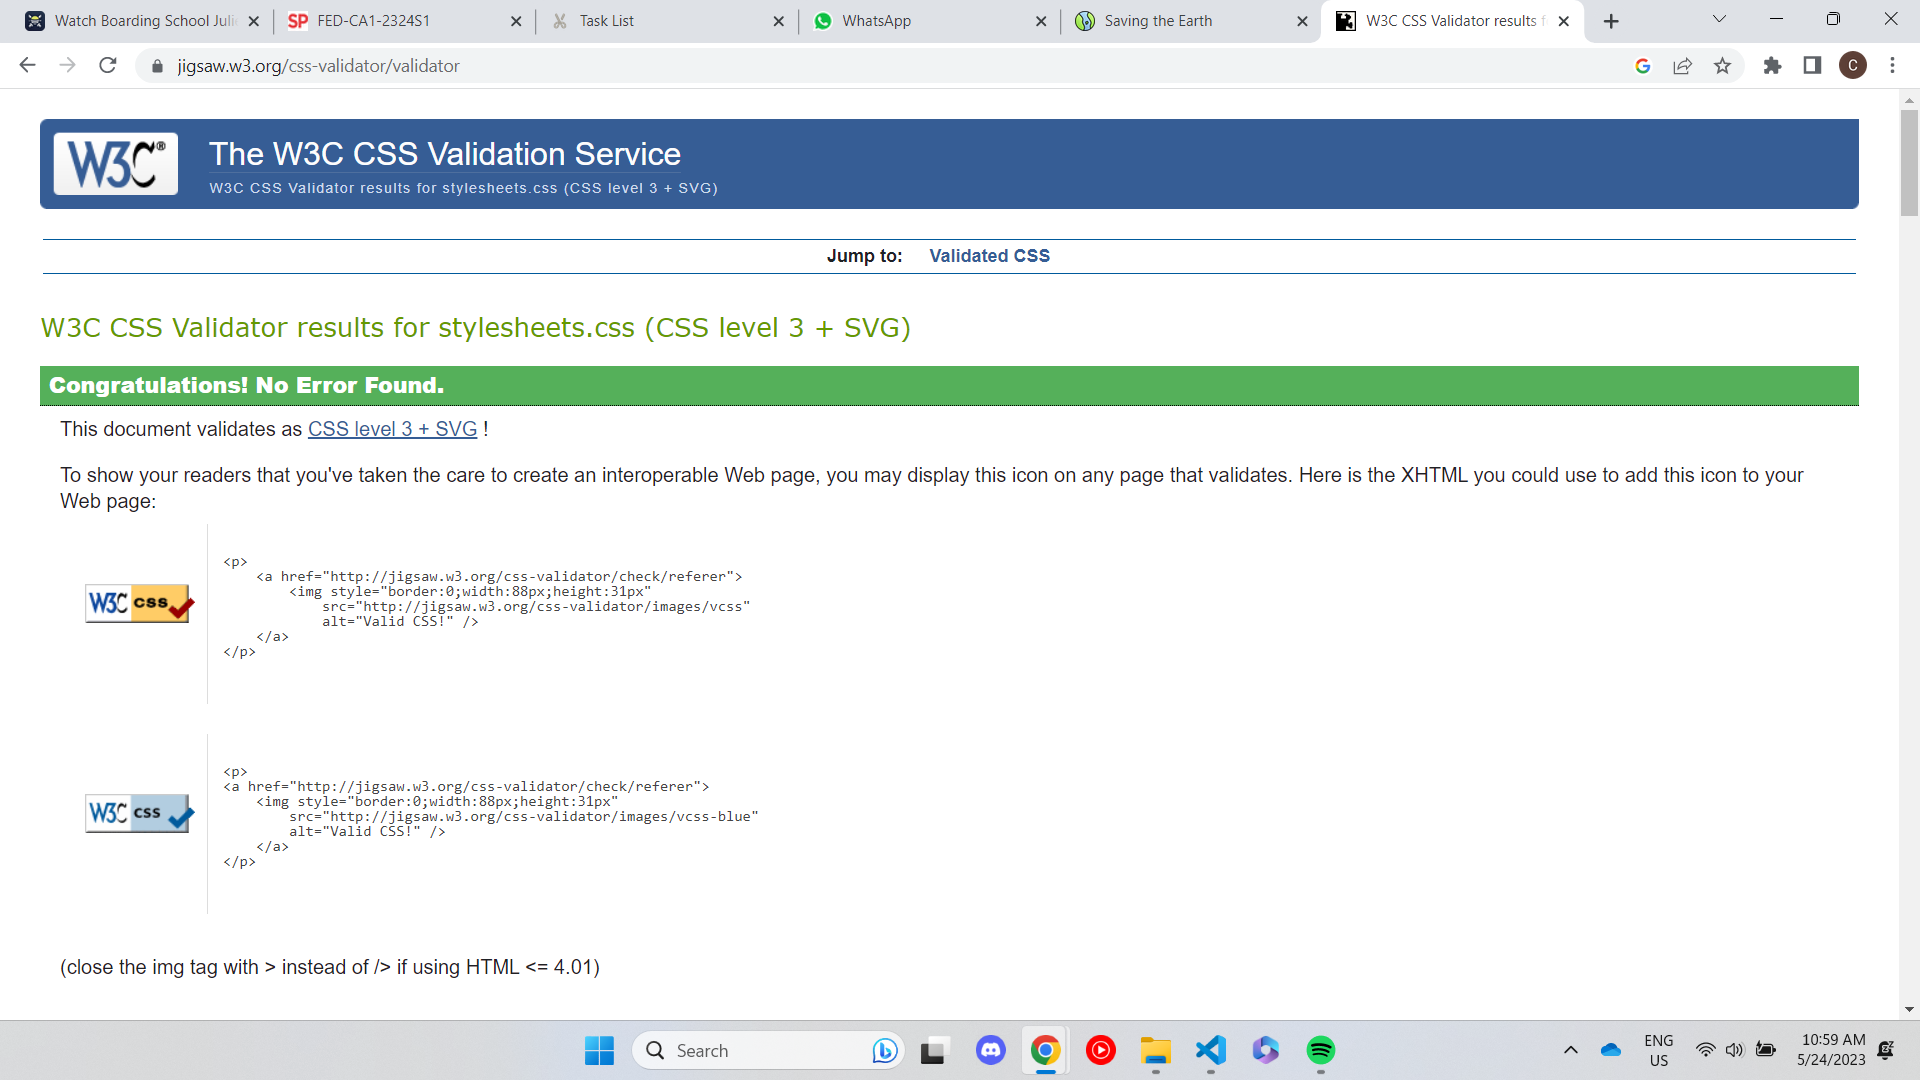 Watch Boarding School Juli
FED-CA1-2324S1
Task List
WhatsApp
Saving the Earth
W3C CSS Validator results f
jigsaw.w3.org/css-validator/validator
C
W3C®
The W3C CSS Validation Service
W3C CSS Validator results for stylesheets.css (CSS level 3 + SVG)
Jump to: Validated CSS
W3C CSS Validator results for stylesheets.css (CSS level 3 + SVG)
Congratulations! No Error Found.
This document validates as CSS level 3 + SVG !
To show your readers that you've taken the care to create an interoperable Web page, you may display this icon on any page that validates. Here is the XHTML you could use to add this icon to your
Web page:
W3C css
<p>
<a href="http://jigsaw.w3.org/css-validator/check/referer">
<img style="border:0;width:88px;height:31px"
src="http://jigsaw.w3.org/css-validator/images/vcss"
alt="Valid CSS!" />
</a>
</p>
W3C css
<p>
<a href="http://jigsaw.w3.org/css-validator/check/referer">
<img style="border:0;width:88px;height:31px"
src="http://jigsaw.w3.org/css-validator/images/vcss-blue"
alt="Valid CSS!" />
</a>
</p>
(close the img tag with > instead of /> if using HTML <= 4.01)
Search
ENG
US
10:59 AM
5/24/2023